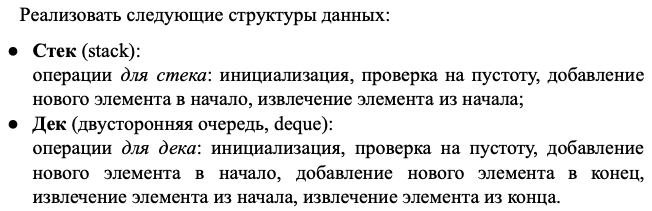 Реализовать следующие структуры данных:
● Стек (stack):
операции для стека: инициализация, проверка на пустоту, добавление
нового элемента в начало, извлечение элемента из начала;
● Дек (двусторонняя очередь, deque):
операции для дека: инициализация, проверка на пустоту, добавление
нового элемента в начало, добавление нового элемента в конец,
извлечение элемента из начала, извлечение элемента из конца.